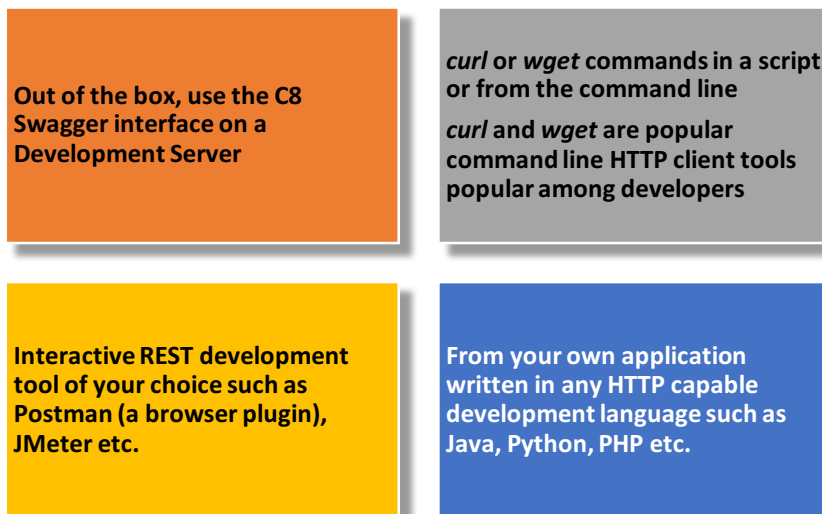 Out of the box, use the C8
Swagger interface on a
Development Server
curl or wget commands in a script
or from the command line
curl and wget are popular
command line HTTP client tools
popular among developers
Interactive REST development
tool of your choice such as
Postman (a browser plugin),
JMeter etc.
From your own application
written in any HTTP capable
development language such as
Java, Python, PHP etc.